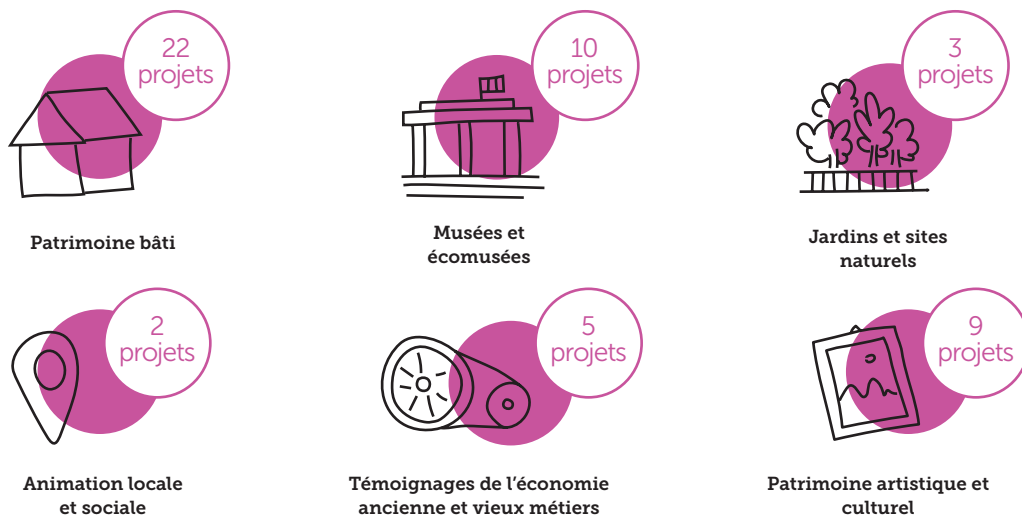 22
projets
Patrimoine bâti
10
projets
Musées et
écomusées
3
projets
Jardins et sites
naturels
2
projets
Animation locale
et sociale
5
projets
Témoignages de l’économie
ancienne et vieux métiers
9
projets
Patrimoine artistique et
culturel